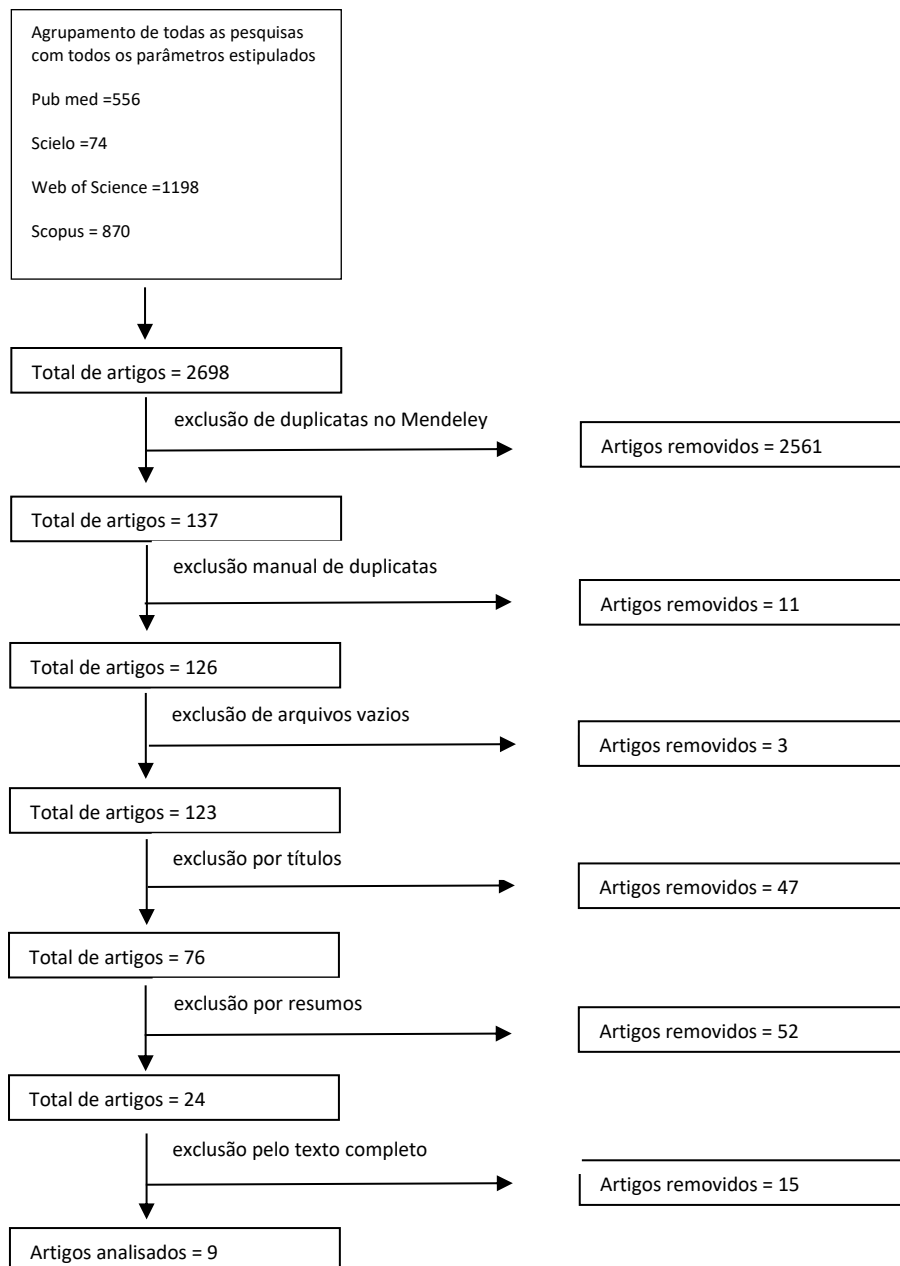 Agrupamento de todas as pesquisas
com todos os parâmetros estipulados
Pub med =556
Scielo =74
Web of Science =1198
Scopus = 870
Total de artigos = 2698
exclusão de duplicatas no Mendeley
Artigos removidos = 2561
Total de artigos = 137
exclusão manual de duplicatas
Artigos removidos = 11
Total de artigos = 126
exclusão de arquivos vazios
Artigos removidos = 3
Total de artigos = 123
exclusão por títulos
Artigos removidos = 47
Total de artigos = 76
exclusão por resumos
Artigos removidos = 52
Total de artigos = 24
exclusão pelo texto completo
Artigos removidos = 15
Artigos analisados = 9